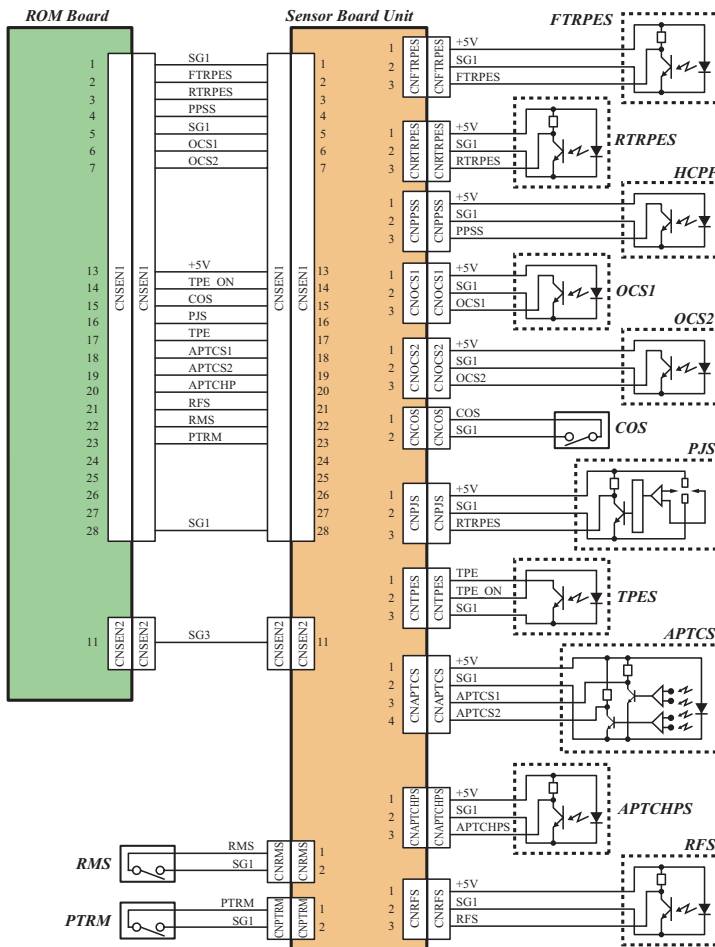 ROM Board
Sensor Board Unit
FTRPES
1 SG1 1
2 FTRPES 2
3 RTRPES 3
4 PPSS 4
5 SG1 5
6 OCS1 6
7 OCS2 7
13 +5V 13
14 TPE_ON 14
15 COS 15
16 PJS 16
17 TPE 17
18 APTCS1 18
19 APTCS2 19
20 APTCHP 20
21 RFS 21
22 RMS 22
23 PTRM 23
24 24
25 25
26 26
27 27
28 SG1 28
CNSEN1 CNSEN1 CNSEN1 CNSEN1
11 SG3 11
CNSEN2 CNSEN2 CNSEN2 CNSEN2
RMS
RMS 1
SG1 2
CNRMS CNRMS
PTRM
PTRM 1
SG1 2
CNPTRM CNPTRM
CNFTRPES CNFTRPES
1 +5V
2 SG1
3 FTRPES
RTRPES
CNRTRPES CNRTRPES
1 +5V
2 SG1
3 RTRPES
HCPP
CNPPSS CNPPSS
1 +5V
2 SG1
3 PPSS
OCS1
CNOCS1 CNOCS1
1 +5V
2 SG1
3 OCS1
OCS2
CNOCS2 CNOCS2
1 +5V
2 SG1
3 OCS2
COS
CNCOS CNCOS
1 COS
2 SG1
PJS
CNPJS CNPJS
1 +5V
2 SG1
3 RTRPES
TPES
CNTPES CNTPES
1 TPE
2 TPE_ON
3 SG1
APTCS
CNAPTCS CNAPTCS
1 +5V
2 SG1
3 APTCS1
4 APTCS2
APTCHPS
CNAPTCHPS CNAPTCHPS
1 +5V
2 SG1
3 APTCHPS
RFS
CNRFS CNRFS
1 +5V
2 SG1
3 RFS